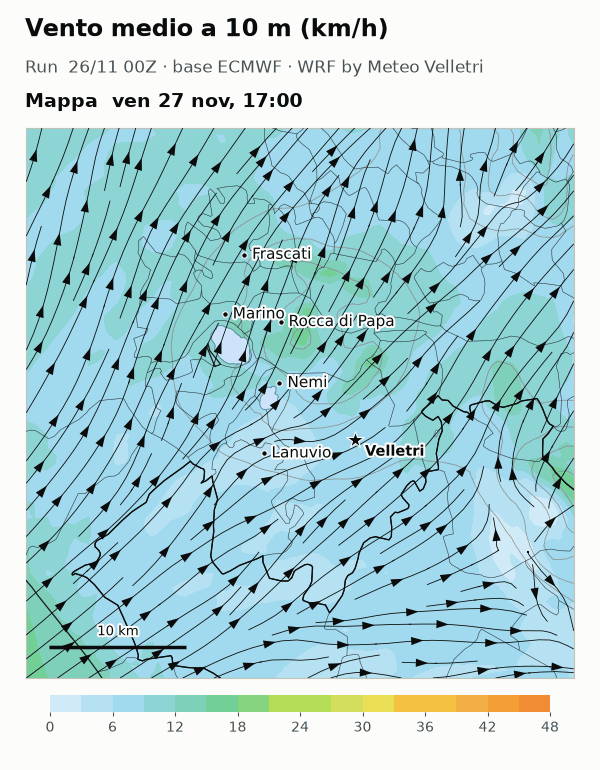 Vento medio a 10 m (km/h)
Run  26/11 00Z · base ECMWF · WRF by Meteo Velletri
Mappa  ven 27 nov, 17:00
Frascati
Marino
Rocca di Papa
Nemi
Velletri
Lanuvio
10 km
0 6 12 18 24 30 36 42 48